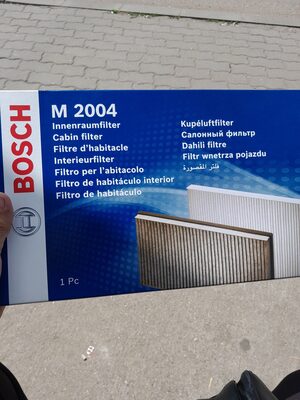 BOSCH
M 2004
Innenraumfilter
Cabin filter
Filtre d'habitacle
Interieurfilter
Filtro per l'abitacolo
Filtro de habitáculo interior
Filtro de habitáculo
Kupéluftfilter
Салонный фильтр
Dahili filtre
Filtr wnetrza pojazdu
فلتر المقصورة
1 Pc